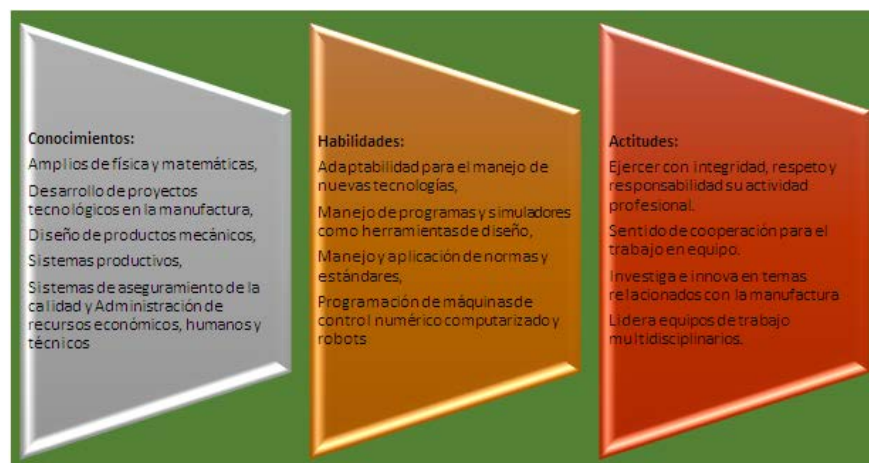 Conocimientos:
Amplios de física y matemáticas,
Desarrollo de proyectos
tecnológicos en la manufactura,
Diseño de productos mecánicos,
Sistemas productivos,
Sistemas de aseguramiento de la
calidad y Administración de
recursos económicos, humanos y
técnicos
Habilidades:
Adaptabilidad para el manejo de
nuevas tecnologías,
Manejo de programas y simuladores
como herramientas de diseño,
Manejo y aplicación de normas y
estándares,
Programación de máquinas de
control numérico computarizado y
robots
Actitudes:
Ejercer con integridad, respeto y
responsabilidad su actividad
profesional.
Sentido de cooperación para el
trabajo en equipo.
Investiga e innova en temas
relacionados con la manufactura
Lidera equipos de trabajo
multidisciplinarios.